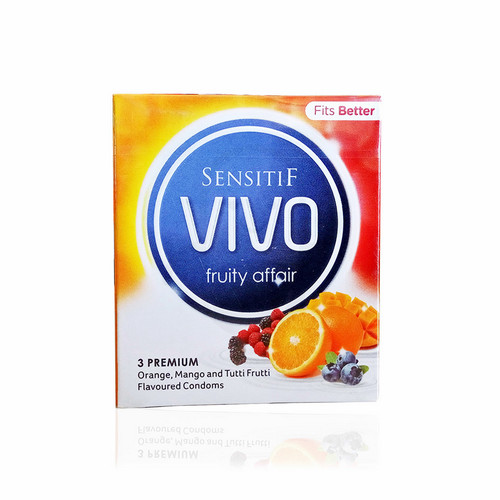 Fits Better
SENSITIF
VIVO
fruity affair
3 PREMIUM
Orange, Mango and Tutti Frutti
Flavoured Condoms